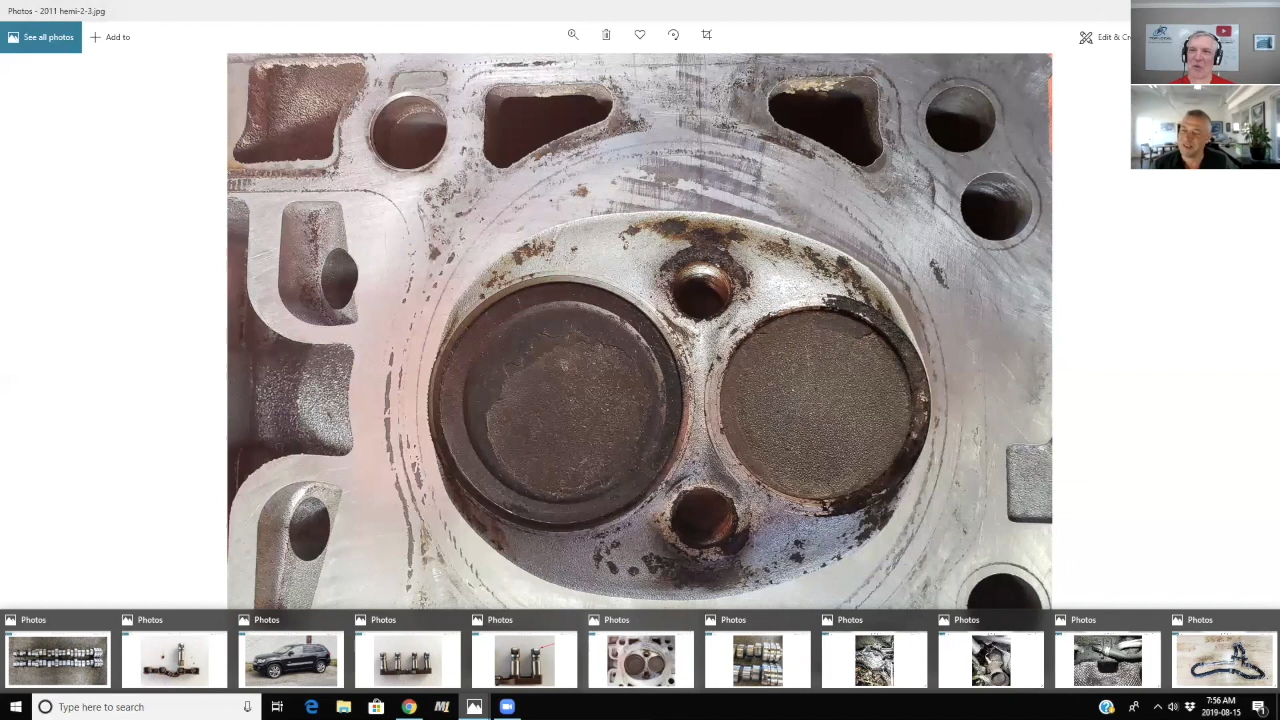 Photos - 2011 hemi-2-3.jpg
See all photos
Add to
Edit & Cr
Photos
Photos
Photos
Photos
Photos
Photos
Photos
Photos
Photos
Photos
Photos
Type here to search
7:56 AM
2019-08-15
1